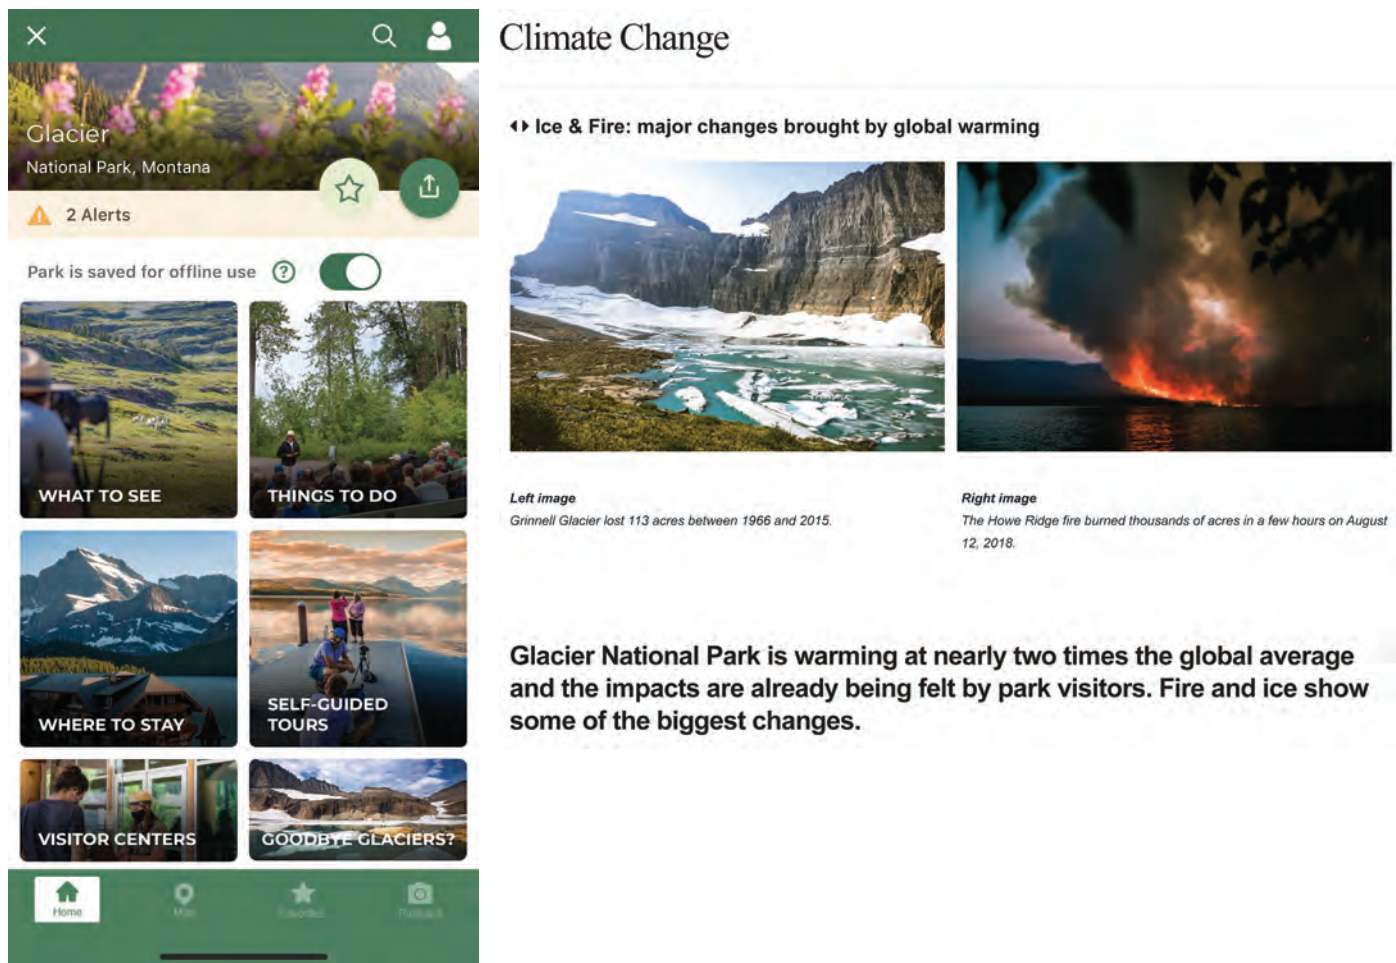 Glacier
National Park, Montana
2 Alerts
Park is saved for offline use
WHAT TO SEE
THINGS TO DO
WHERE TO STAY
SELF-GUIDED
TOURS
VISITOR CENTERS
GOODBYE GLACIERS?
Home
Map
Favorites
Climate Change
Ice & Fire: major changes brought by global warming
Left image
Grinnell Glacier lost 113 acres between 1966 and 2015.
Right image
The Howe Ridge fire burned thousands of acres in a few hours on August
12, 2018.
Glacier National Park is warming at nearly two times the global average
and the impacts are already being felt by park visitors. Fire and ice show
some of the biggest changes.